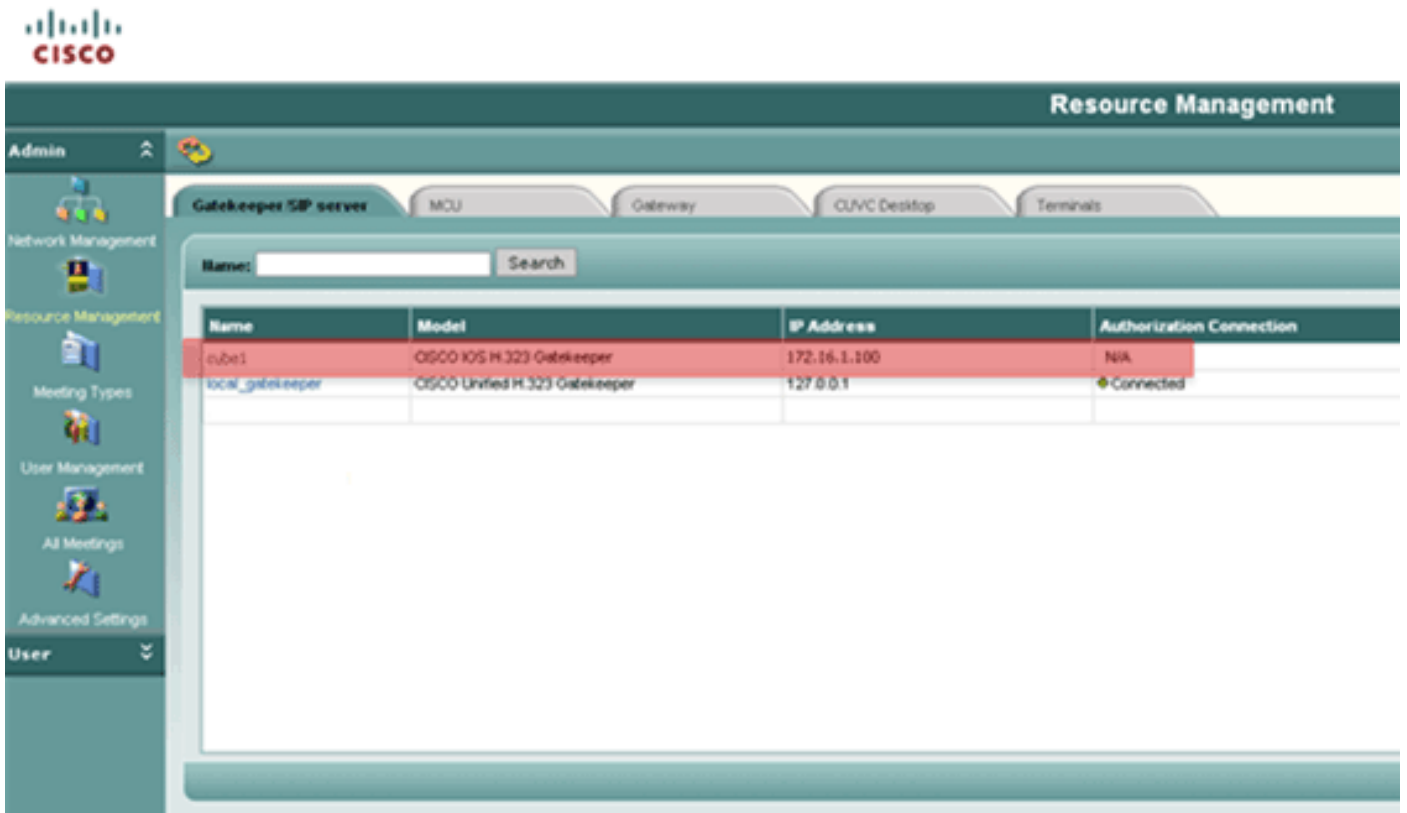 CISCO
Resource Management
Admin
Gatekeeper/SIP server MCU Gateway CUVC Desktop Terminals
Network Management
Name: Search
Resource Management
Name Model IP Address Authorization Connection
cube1 CISCO IOS H.323 Gatekeeper 172.16.1.100 N/A
local_gatekeeper CISCO Unified H.323 Gatekeeper 127.0.0.1 Connected
Meeting Types
User Management
All Meetings
Advanced Settings
User